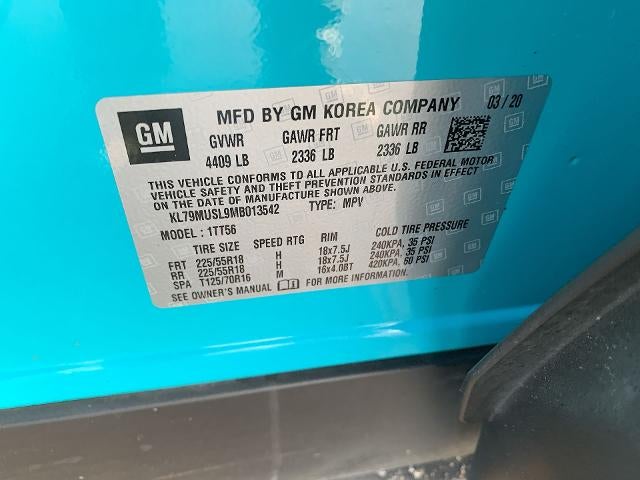 GM MFD BY GM KOREA COMPANY 03/20
GVWR GAWR FRT GAWR RR
4409 LB 2336 LB 2336 LB
THIS VEHICLE CONFORMS TO ALL APPLICABLE U.S. FEDERAL MOTOR
VEHICLE SAFETY AND THEFT PREVENTION STANDARDS IN EFFECT
ON THE DATE OF MANUFACTURE SHOWN ABOVE.
KL79MUSL9MB013542 TYPE: MPV
MODEL : 1TT56
TIRE SIZE SPEED RTG RIM COLD TIRE PRESSURE
FRT 225/55R18 H 18x7.5J 240KPA, 35 PSI
RR 225/55R18 H 18x7.5J 240KPA, 35 PSI
SPA T125/70R16 M 16x4.0BT 420KPA, 60 PSI
SEE OWNER'S MANUAL FOR MORE INFORMATION.